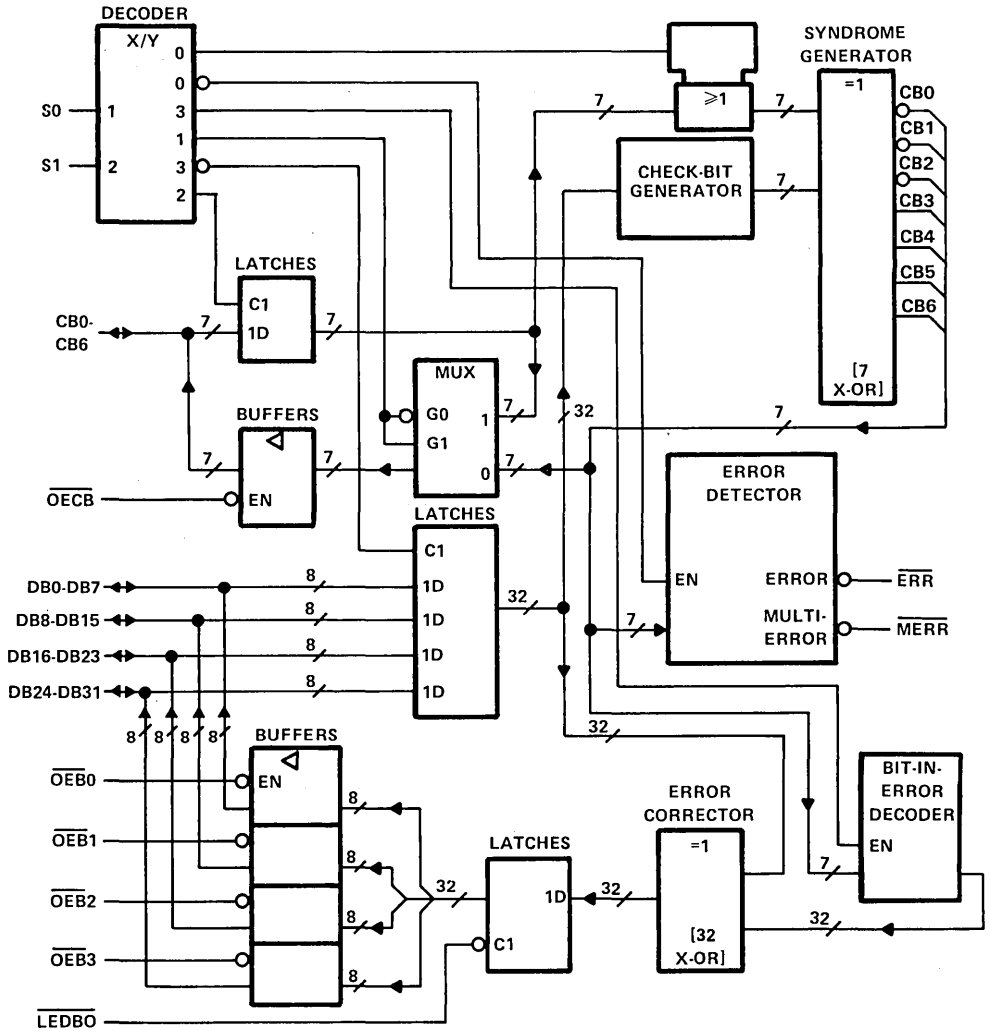 DECODER
X/Y
0
0
3
1
3
2
S0
1
S1
2
≥1
7
7
SYNDROME
GENERATOR
=1
CB0
CB1
CB2
CB3
CB4
CB5
CB6
[7
X-OR]
CHECK-BIT
GENERATOR
7
LATCHES
C1
1D
CB0-
CB6
7
7
MUX
G0
G1
1
0
7
7
32
7
BUFFERS
EN
7
7
OECB
ERROR
DETECTOR
EN
ERROR
MULTI-
ERROR
7
ERR
MERR
LATCHES
C1
1D
1D
1D
1D
32
DB0-DB7
8
DB8-DB15
8
DB16-DB23
8
DB24-DB31
8
8
8
8
8
32
BUFFERS
EN
OEB0
OEB1
OEB2
OEB3
8
8
8
8
32
LATCHES
1D
C1
LEDBO
32
ERROR
CORRECTOR
=1
[32
X-OR]
BIT-IN-
ERROR
DECODER
EN
7
32